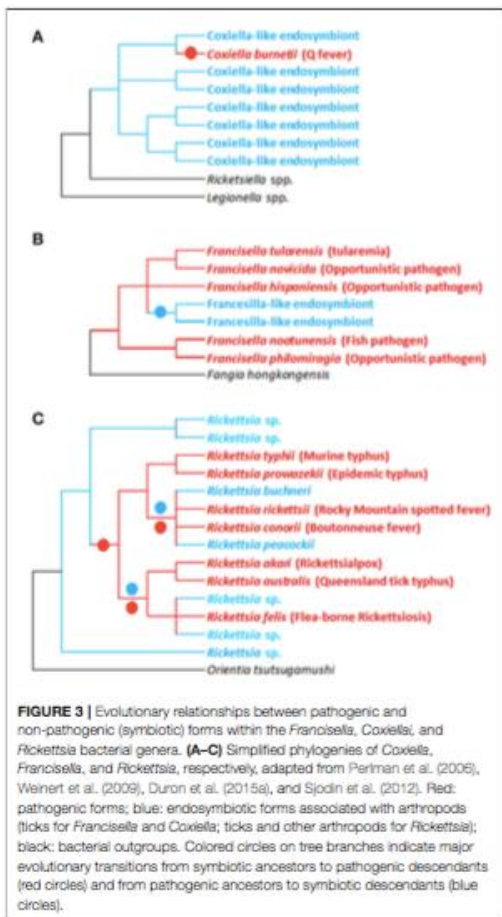 A
Coxiella-like endosymbiont
Coxiella burnetii (Q fever)
Coxiella-like endosymbiont
Coxiella-like endosymbiont
Coxiella-like endosymbiont
Coxiella-like endosymbiont
Coxiella-like endosymbiont
Coxiella-like endosymbiont
Ricketsiella spp.
Legionella spp.
B
Francisella tularensis (tularemia)
Francisella novicida (Opportunistic pathogen)
Francisella hispaniensis (Opportunistic pathogen)
Francesilla-like endosymbiont
Francesilla-like endosymbiont
Francisella noatunensis (Fish pathogen)
Francisella philomiragia (Opportunistic pathogen)
Fangia hongkongensis
C
Rickettsia sp.
Rickettsia sp.
Rickettsia typhii (Murine typhus)
Rickettsia prowazekii (Epidemic typhus)
Rickettsia buchneri
Rickettsia rickettsii (Rocky Mountain spotted fever)
Rickettsia conorii (Boutonneuse fever)
Rickettsia peacockii
Rickettsia akari (Rickettsialpox)
Rickettsia australis (Queensland tick typhus)
Rickettsia sp.
Rickettsia felis (Flea-borne Rickettsiosis)
Rickettsia sp.
Rickettsia sp.
Orientia tsutsugamushi
FIGURE 3 | Evolutionary relationships between pathogenic and
non-pathogenic (symbiotic) forms within the Francisella, Coxiellai, and
Rickettsia bacterial genera. (A–C) Simplified phylogenies of Coxiella,
Francisella, and Rickettsia, respectively, adapted from Perlman et al. (2006),
Weinert et al. (2009), Duron et al. (2015a), and Sjodin et al. (2012). Red:
pathogenic forms; blue: endosymbiotic forms associated with arthropods
(ticks for Francisella and Coxiella; ticks and other arthropods for Rickettsia);
black: bacterial outgroups. Colored circles on tree branches indicate major
evolutionary transitions from symbiotic ancestors to pathogenic descendants
(red circles) and from pathogenic ancestors to symbiotic descendants (blue
circles).